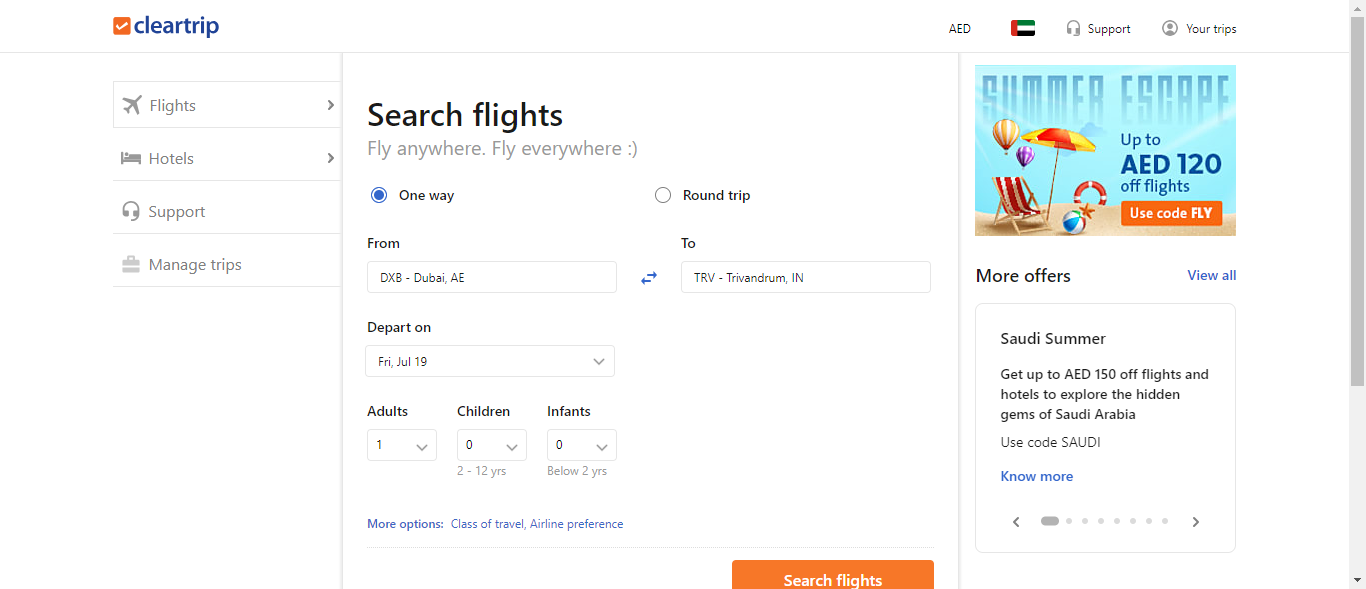 cleartrip
AED
Support
Your trips
Flights
Hotels
Support
Manage trips
Search flights
Fly anywhere. Fly everywhere :)
One way
Round trip
From
To
DXB - Dubai, AE
TRV - Trivandrum, IN
Depart on
Fri, Jul 19
Adults
Children
Infants
1
0
0
2 - 12 yrs
Below 2 yrs
More options: Class of travel, Airline preference
Search flights
SUMMER ESCAPE
Up to
AED 120
off flights
Use code FLY
More offers
View all
Saudi Summer
Get up to AED 150 off flights and
hotels to explore the hidden
gems of Saudi Arabia
Use code SAUDI
Know more